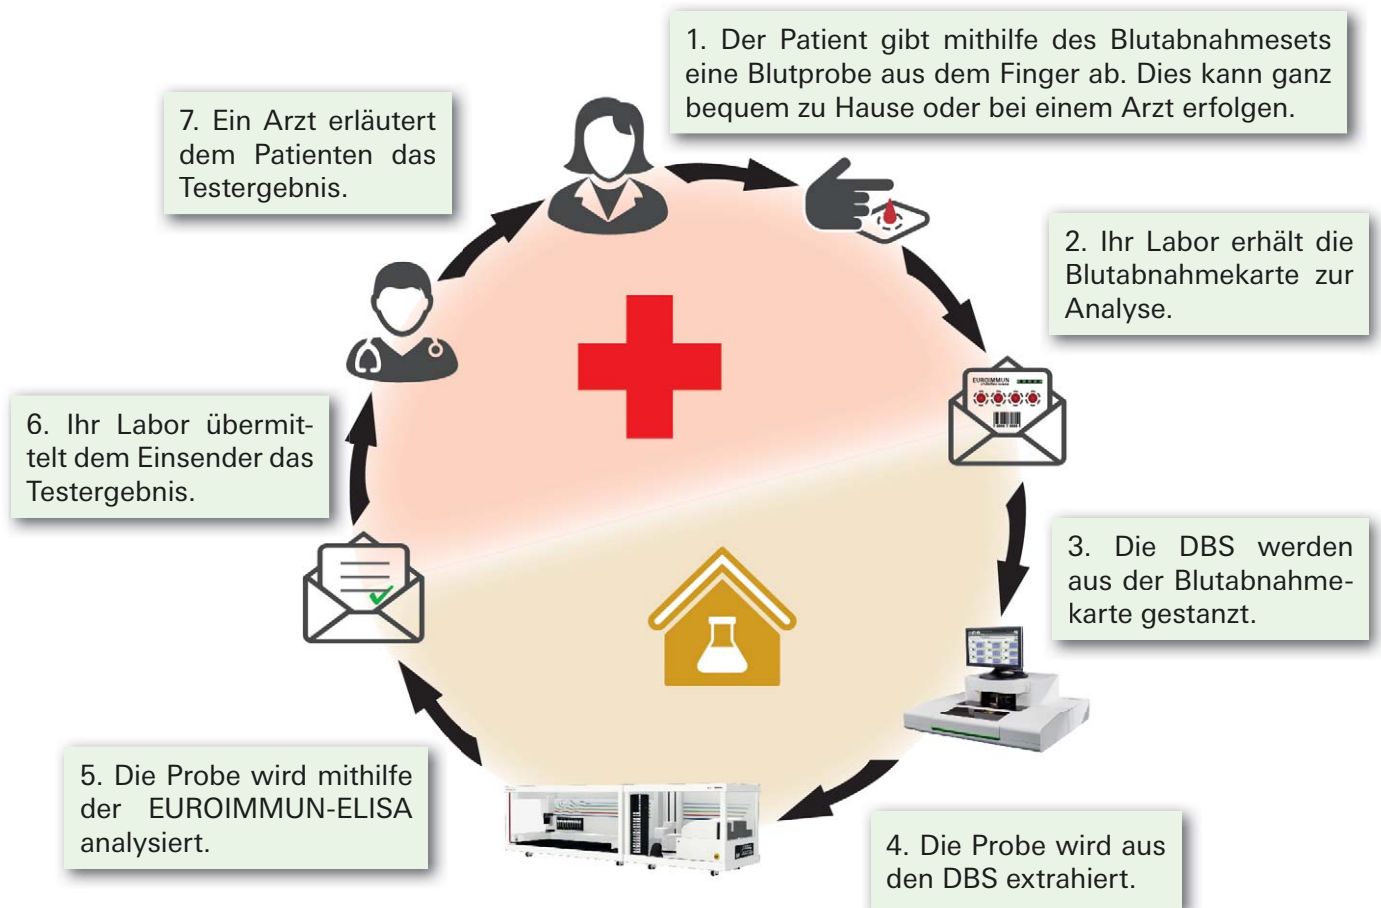 1. Der Patient gibt mithilfe des Blutabnahmesets
eine Blutprobe aus dem Finger ab. Dies kann ganz
bequem zu Hause oder bei einem Arzt erfolgen.
7. Ein Arzt erläutert
dem Patienten das
Testergebnis.
2. Ihr Labor erhält die
Blutabnahmekarte zur
Analyse.
EUROIMMUN
6. Ihr Labor übermit-
telt dem Einsender das
Testergebnis.
3. Die DBS werden
aus der Blutabnahme-
karte gestanzt.
5. Die Probe wird mithilfe
der EUROIMMUN-ELISA
analysiert.
4. Die Probe wird aus
den DBS extrahiert.